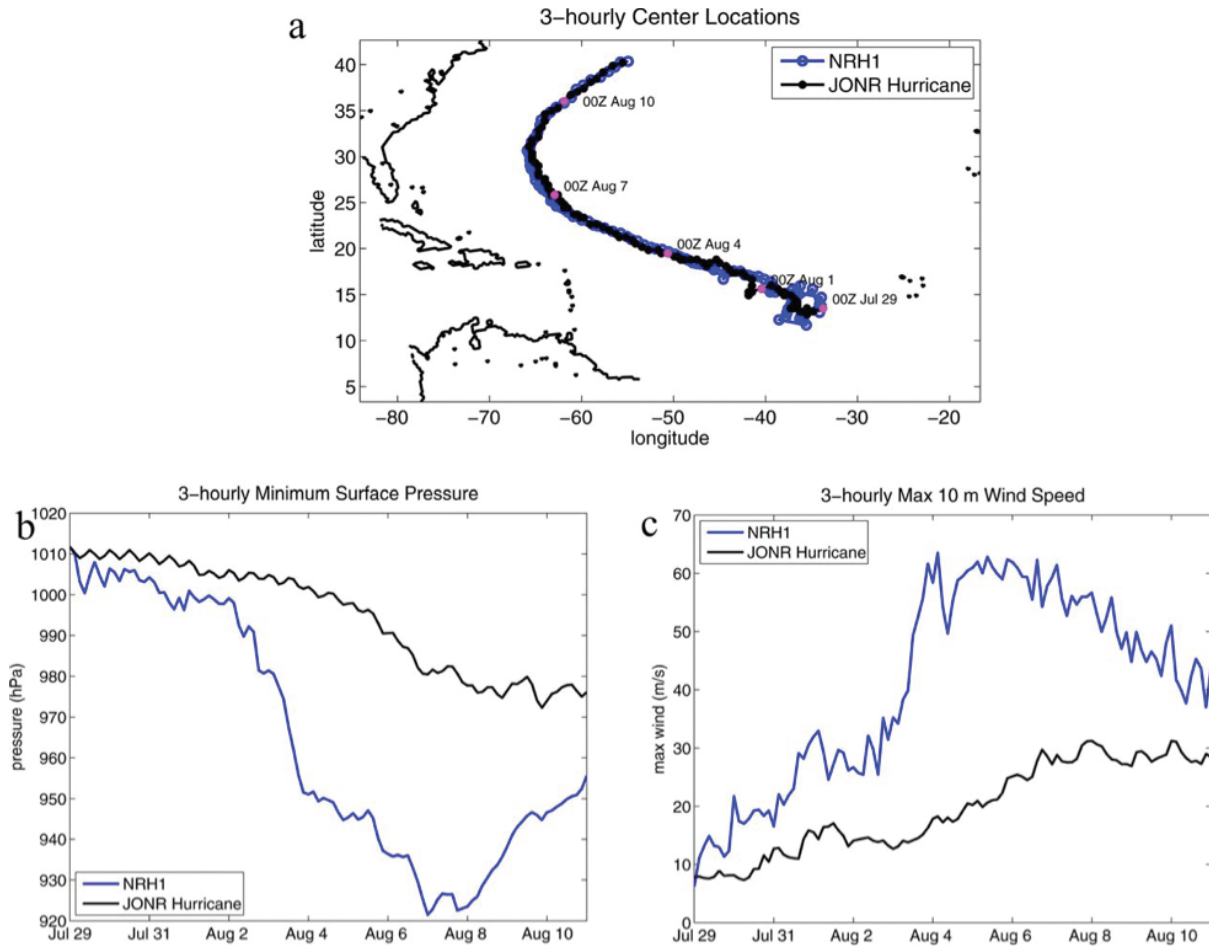 a
3-hourly Center Locations
NRH1
JONR Hurricane
00Z Aug 10
00Z Aug 7
00Z Aug 4
00Z Aug 1
00Z Jul 29
latitude
40
35
30
25
20
15
10
5
−80 −70 −60 −50 −40 −30 −20
longitude
b
3-hourly Minimum Surface Pressure
pressure (hPa)
1020
1010
1000
990
980
970
960
950
940
930
920
NRH1
JONR Hurricane
Jul 29 Jul 31 Aug 2 Aug 4 Aug 6 Aug 8 Aug 10
c
3-hourly Max 10 m Wind Speed
max wind (m/s)
70
60
50
40
30
20
10
0
NRH1
JONR Hurricane
Jul 29 Jul 31 Aug 2 Aug 4 Aug 6 Aug 8 Aug 10